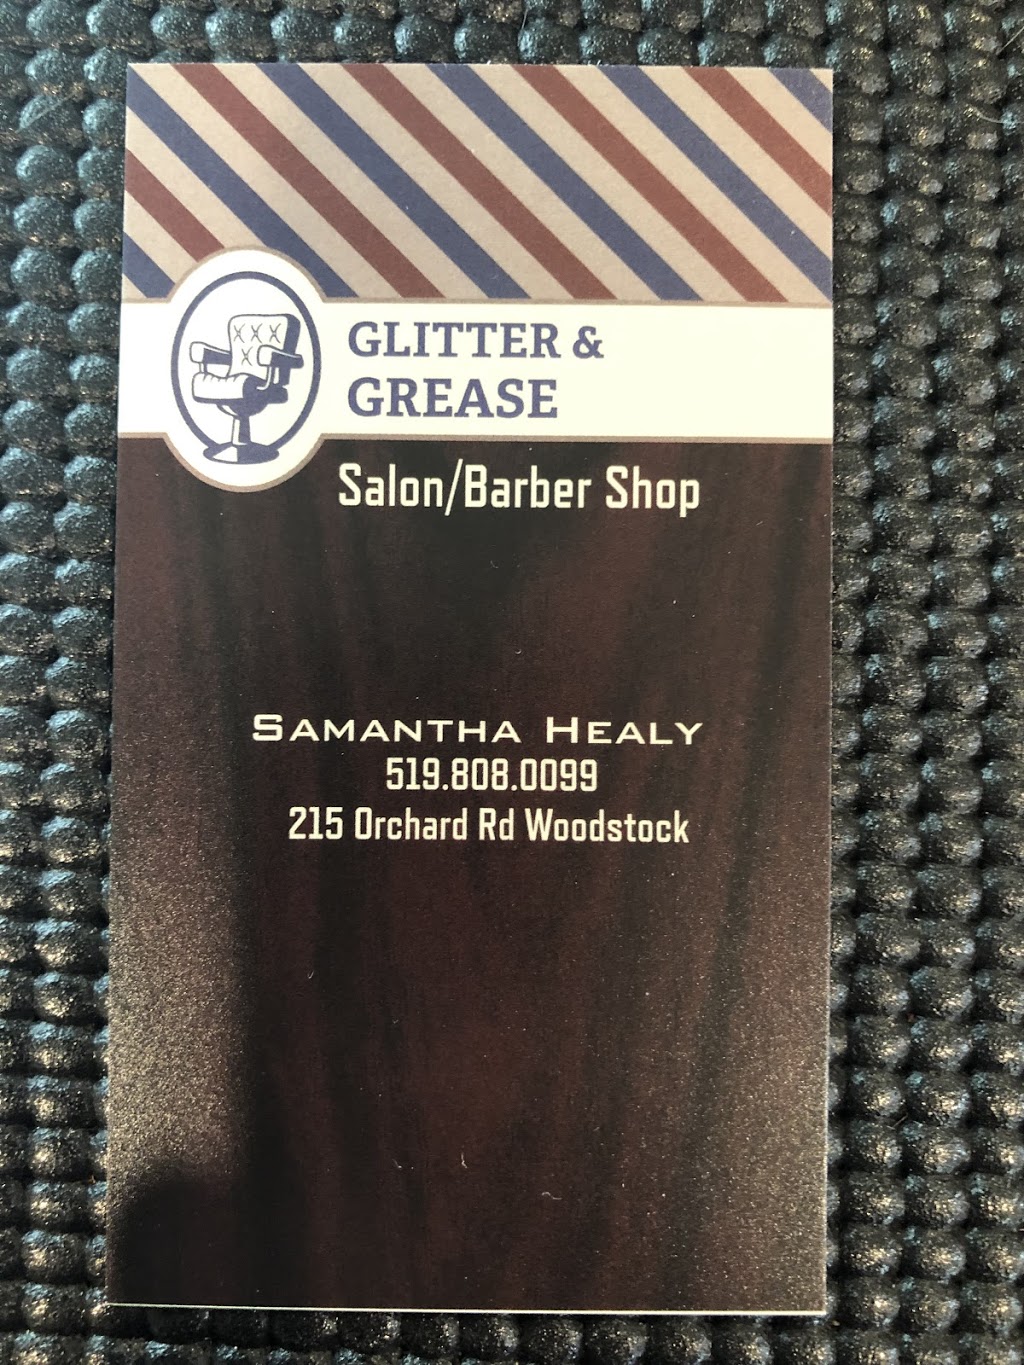 GLITTER &
GREASE
Salon/Barber Shop
SAMANTHA HEALY
519.808.0099
215 Orchard Rd Woodstock